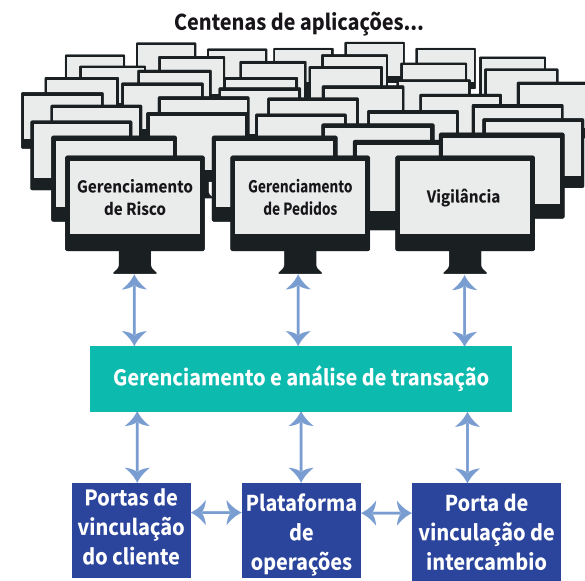 Centenas de aplicações...
Gerenciamento
de Risco
Gerenciamento
de Pedidos
Vigilância
Gerenciamento e análise de transação
Portas de
vinculação
do cliente
Plataforma
de
operações
Porta de
vinculação de
intercambio